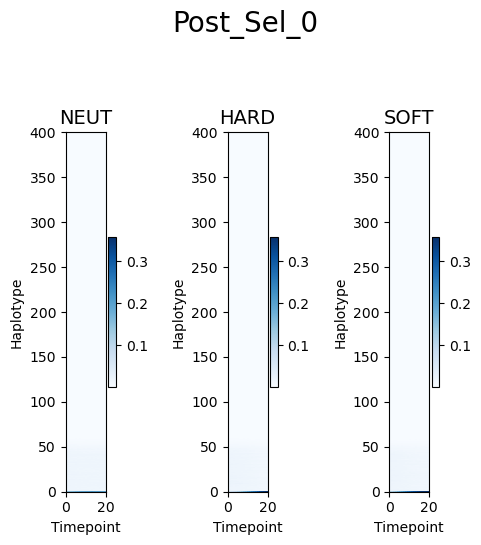 Post_Sel_0
NEUT HARD SOFT
400 400 400
350 350 350
300 300 300
250 250 250
200 200 200
150 150 150
100 100 100
50 50 50
0 0 0
Haplotype Haplotype Haplotype
0.3 0.3 0.3
0.2 0.2 0.2
0.1 0.1 0.1
0 20 0 20 0 20
Timepoint Timepoint Timepoint